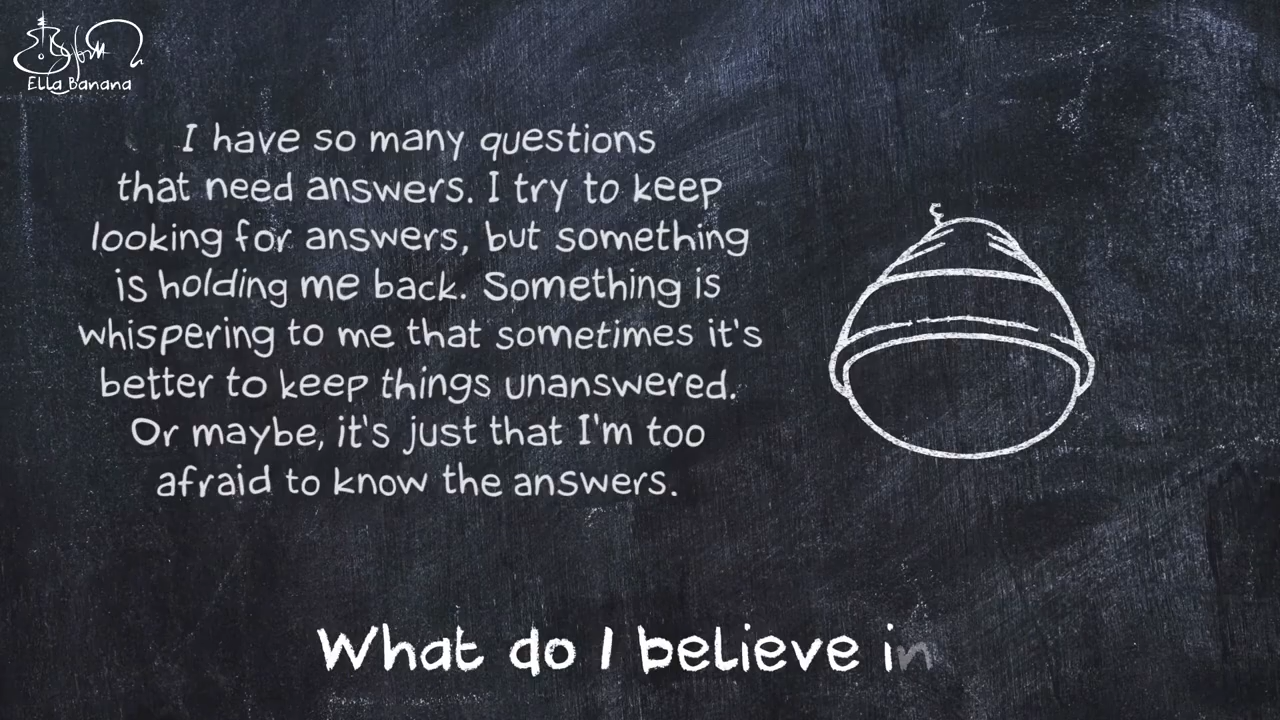 Ella Banana
I have so many questions
that need answers. I try to keep
looking for answers, but something
is holding me back. Something is
whispering to me that sometimes it's
better to keep things unanswered.
Or maybe, it's just that I'm too
afraid to know the answers.
What do I believe in